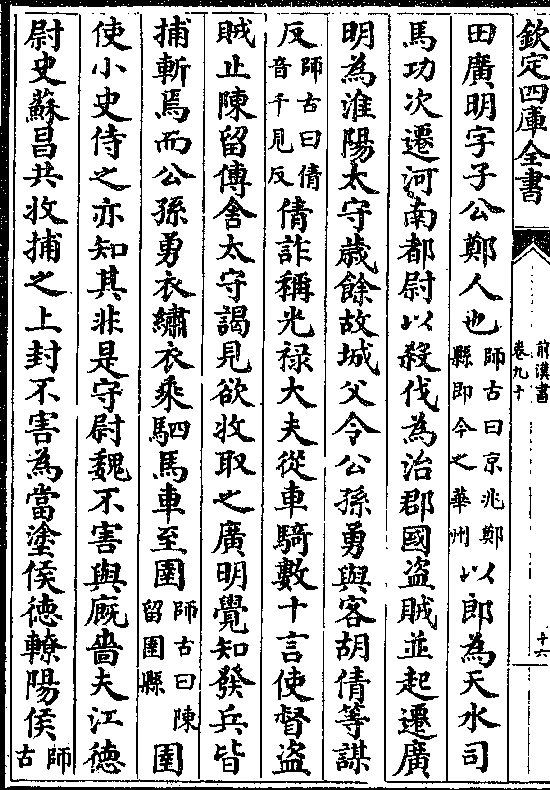 欽定四庫全書
前漢書
卷九十
十六
田廣明字子公鄭人也師古曰京兆鄭縣即今之華州以郎為天水司
馬功次遷河南都尉以殺伐為治郡國盜賊並起遷廣
明為淮陽太守歲餘故城父令公孫勇與客胡倩等謀
反師古曰倩音千見反倩詐稱光祿大夫從車騎數十言使督盜
賊止陳留傳舍太守謁見欲收取之廣明覺知發兵皆
捕斬焉而公孫勇衣繡衣乘駟馬車至圉師古曰陳留圉縣圉
使小史侍之亦知其非是守尉魏不害與廐嗇夫江德
尉史蘇昌共收捕之上封不害為當塗侯德轑陽侯師古